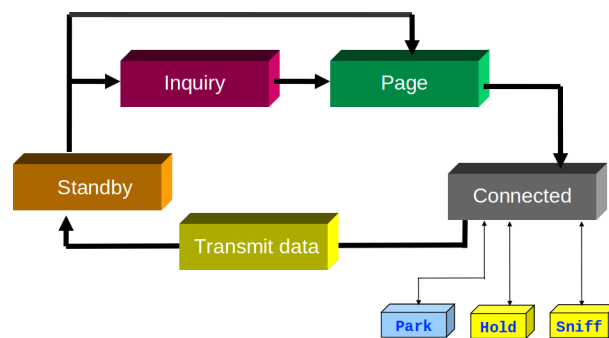 Inquiry
Page
Standby
Connected
Transmit data
Park
Hold
Sniff